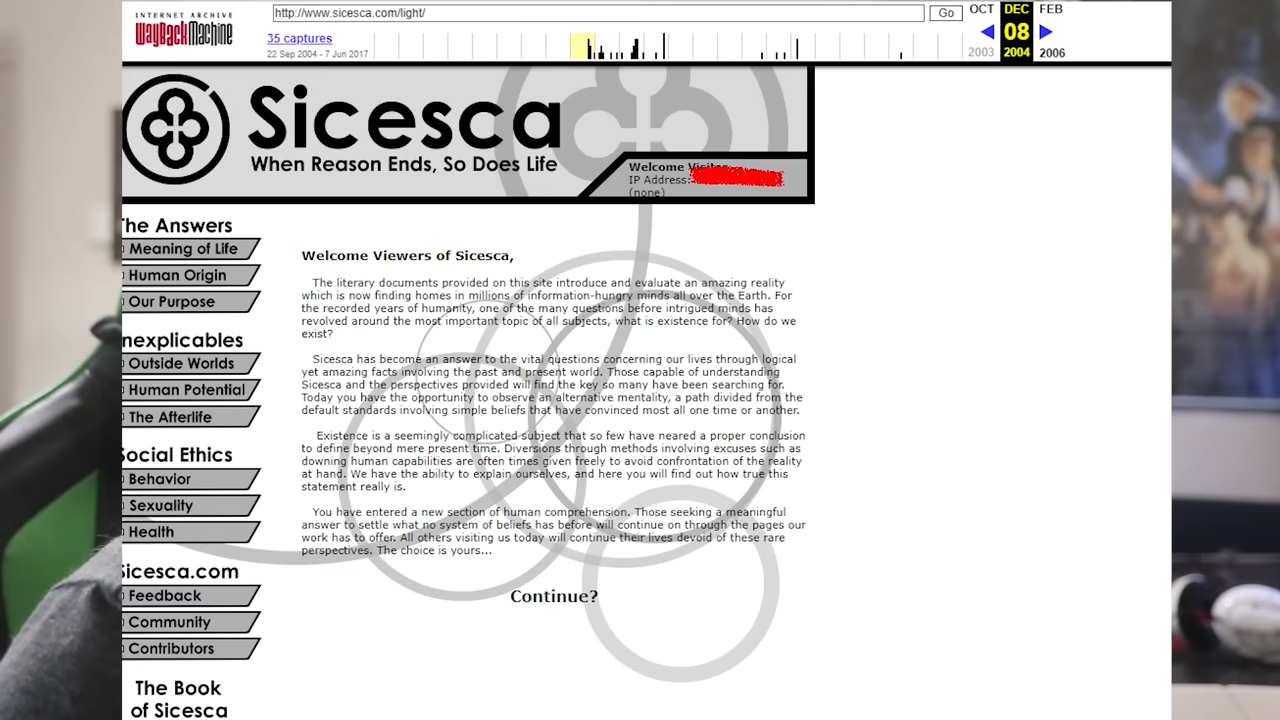 INTERNET ARCHIVE
WayBackMachine
http://www.sicesca.com/light/
Go
OCT
DEC
FEB
35 captures
08
22 Sep 2004 - 7 Jun 2017
2003
2004
2006
Sicesca
When Reason Ends, So Does Life
Welcome Visitor
IP Address:
(none)
The Answers
Meaning of Life
Human Origin
Our Purpose
Inexplicables
Outside Worlds
Human Potential
The Afterlife
Social Ethics
Behavior
Sexuality
Health
Sicesca.com
Feedback
Community
Contributors
The Book
of Sicesca
Welcome Viewers of Sicesca,
The literary documents provided on this site introduce and evaluate an amazing reality
which is now finding homes in millions of information-hungry minds all over the Earth. For
the recorded years of humanity, one of the many questions before intrigued minds has
revolved around the most important topic of all subjects, what is existence for? How do we
exist?
Sicesca has become an answer to the vital questions concerning our lives through logical
yet amazing facts involving the past and present world. Those capable of understanding
Sicesca and the perspectives provided will find the key so many have been searching for.
Today you have the opportunity to observe an alternative mentality, a path divided from the
default standards involving simple beliefs that have convinced most all one time or another.
Existence is a seemingly complicated subject that so few have neared a proper conclusion
to define beyond mere present time. Diversions through methods involving excuses such as
downing human capabilities are often times given freely to avoid confrontation of the reality
at hand. We have the ability to explain ourselves, and here you will find out how true this
statement really is.
You have entered a new section of human comprehension. Those seeking a meaningful
answer to settle what no system of beliefs has before will continue on through the pages our
work has to offer. All others visiting us today will continue their lives devoid of these rare
perspectives. The choice is yours...
Continue?